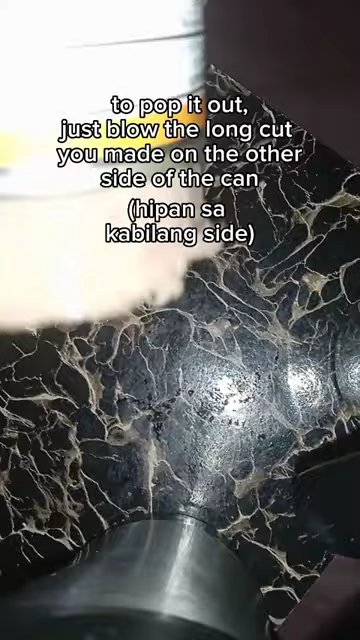 to pop it out,
just blow the long cut
you made on the other
side of the can
(hipan sa
kabilang side)